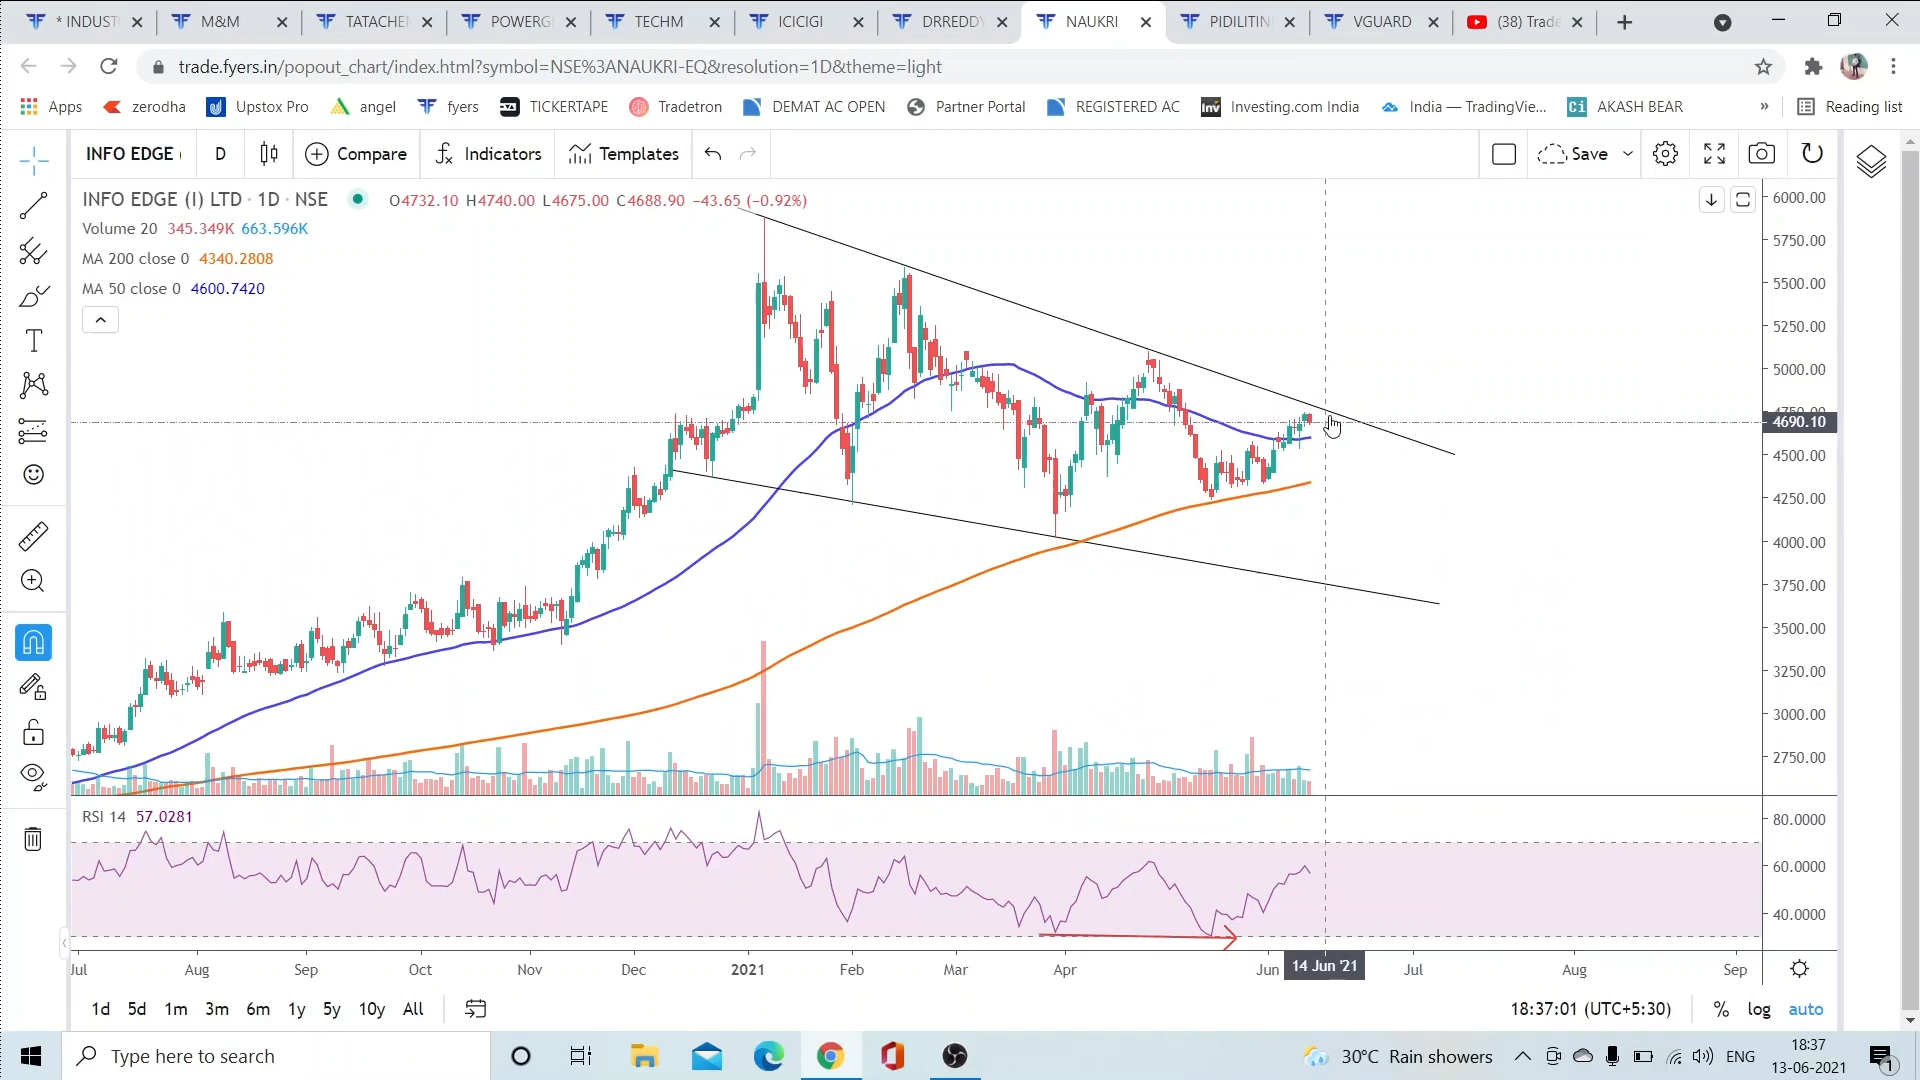 * INDUST
M&M
TATACHE
POWERG
TECHM
ICICIGI
DRREDDY
NAUKRI
PIDILITIN
VGUARD
(38) Trade
trade.fyers.in/popout_chart/index.html?symbol=NSE%3ANAUKRI-EQ&resolution=1D&theme=light
Apps
zerodha
Upstox Pro
angel
fyers
TICKERTAPE
Tradetron
DEMAT AC OPEN
Partner Portal
REGISTERED AC
Inv
Investing.com India
India — TradingVie...
Ci
AKASH BEAR
»
Reading list
INFO EDGE
D
Compare
Indicators
Templates
Save
INFO EDGE (I) LTD · 1D · NSE
O4732.10 H4740.00 L4675.00 C4688.90 −43.65 (−0.92%)
Volume 20 345.349K 663.596K
MA 200 close 0 4340.2808
MA 50 close 0 4600.7420
6000.00
5750.00
5500.00
5250.00
5000.00
4750.00
4690.10
4500.00
4250.00
4000.00
3750.00
3500.00
3250.00
3000.00
2750.00
RSI 14 57.0281
80.0000
60.0000
40.0000
Jul Aug Sep Oct Nov Dec 2021 Feb Mar Apr Jun 14 Jun '21 Jul Aug Sep
1d 5d 1m 3m 6m 1y 5y 10y All
18:37:01 (UTC+5:30) % log auto
Type here to search
30°C Rain showers
ENG
18:37
13-06-2021
1